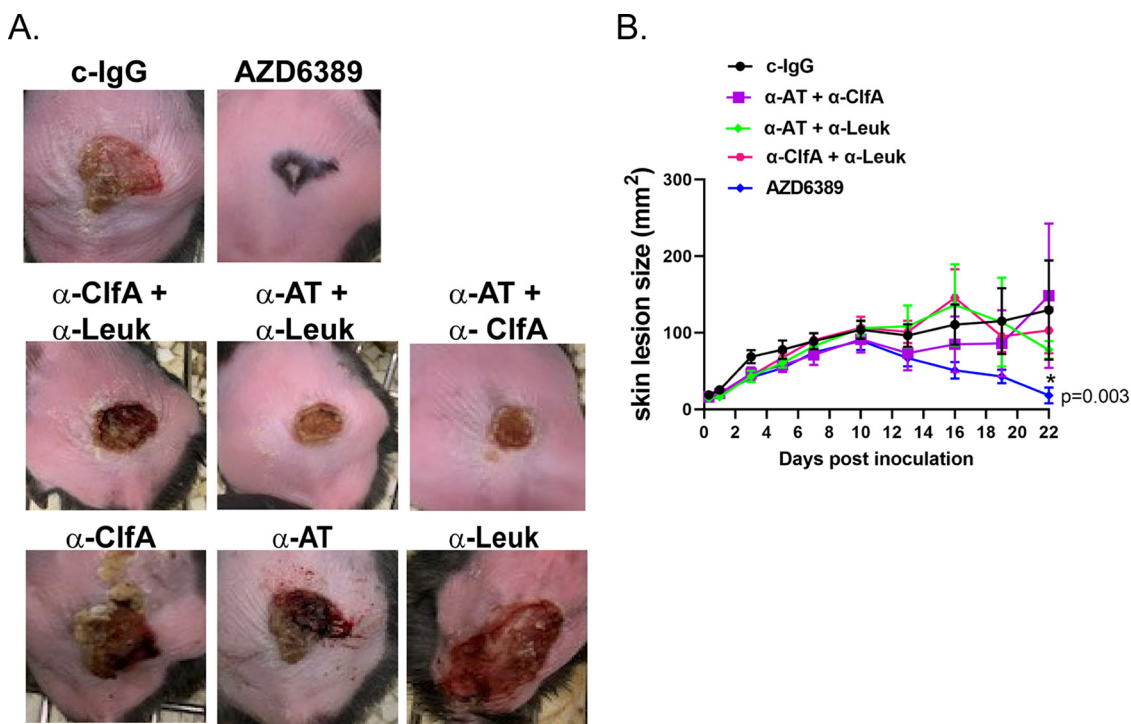 A.
c-IgG
AZD6389
α-ClfA +
α-Leuk
α-AT +
α-Leuk
α-AT +
α- ClfA
α-ClfA
α-AT
α-Leuk
B.
c-IgG
α-AT + α-ClfA
α-AT + α-Leuk
α-ClfA + α-Leuk
AZD6389
skin lesion size (mm²)
300
200
100
0
*
p=0.003
0 2 4 6 8 10 12 14 16 18 20 22
Days post inoculation